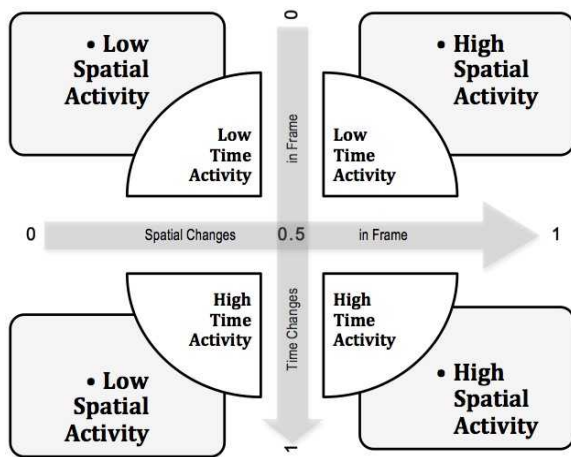 0
• Low
Spatial
Activity
• High
Spatial
Activity
Low
Time
Activity
in Frame
Low
Time
Activity
0
Spatial Changes
0.5
in Frame
1
High
Time
Activity
Time Changes
High
Time
Activity
• Low
Spatial
Activity
• High
Spatial
Activity
1